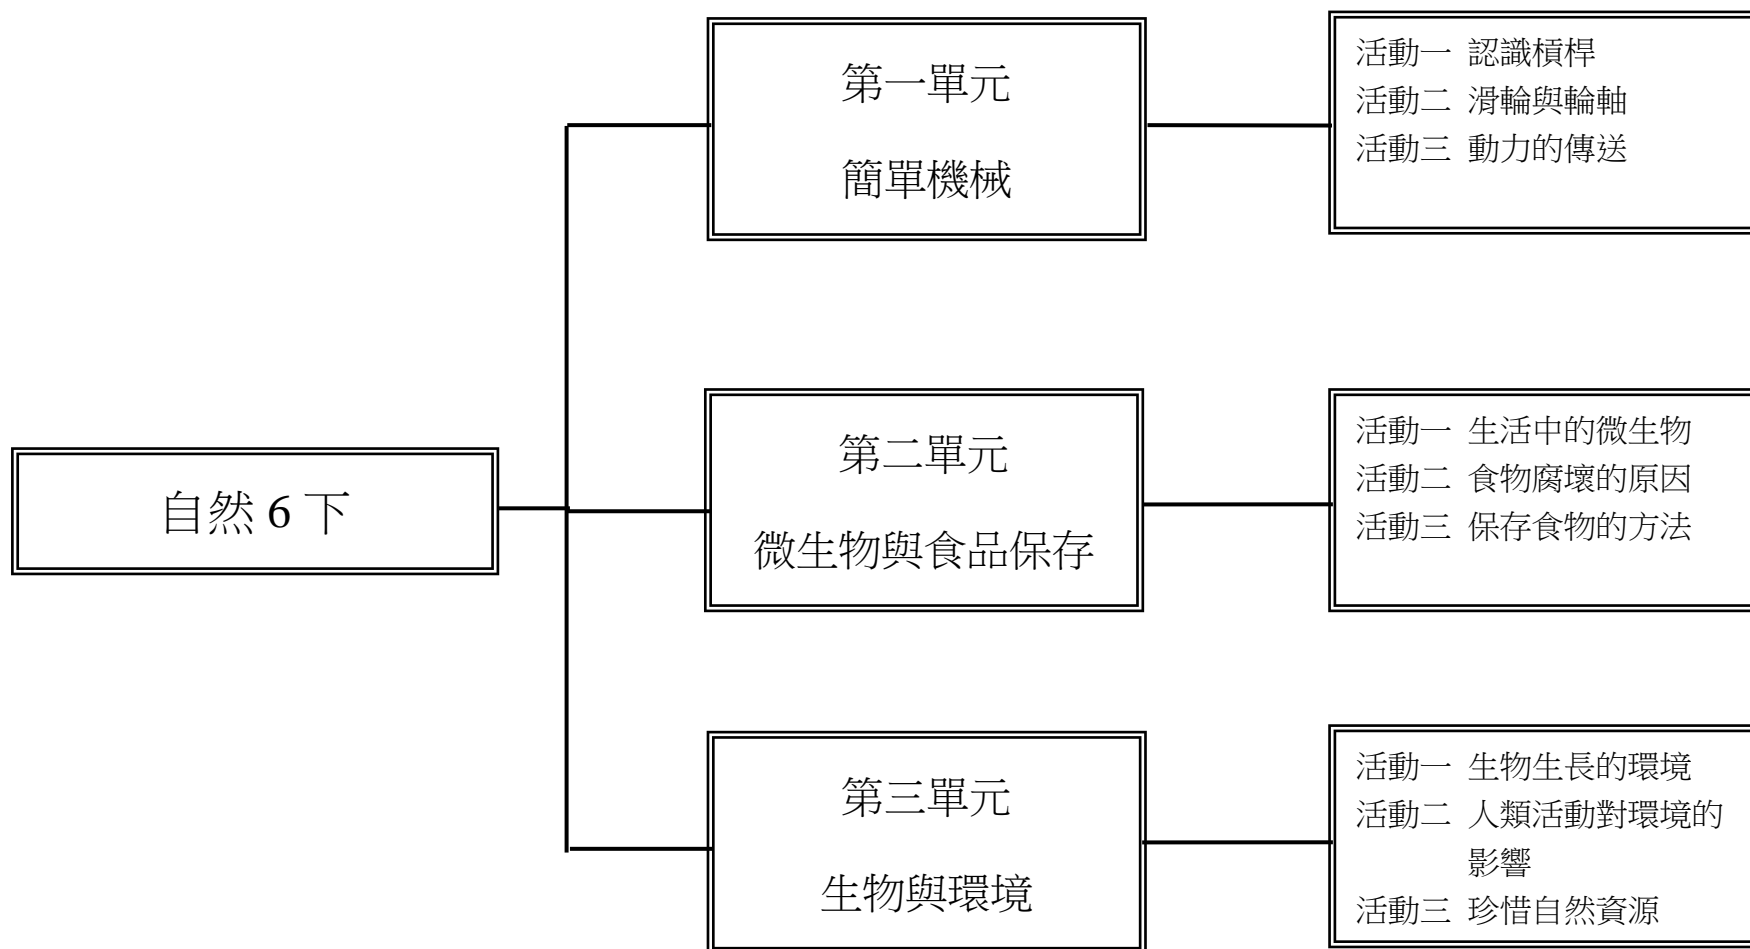 自然 6 下
第一單元
簡單機械
活動一 認識槓桿
活動二 滑輪與輪軸
活動三 動力的傳送
第二單元
微生物與食品保存
活動一 生活中的微生物
活動二 食物腐壞的原因
活動三 保存食物的方法
第三單元
生物與環境
活動一 生物生長的環境
活動二 人類活動對環境的
影響
活動三 珍惜自然資源